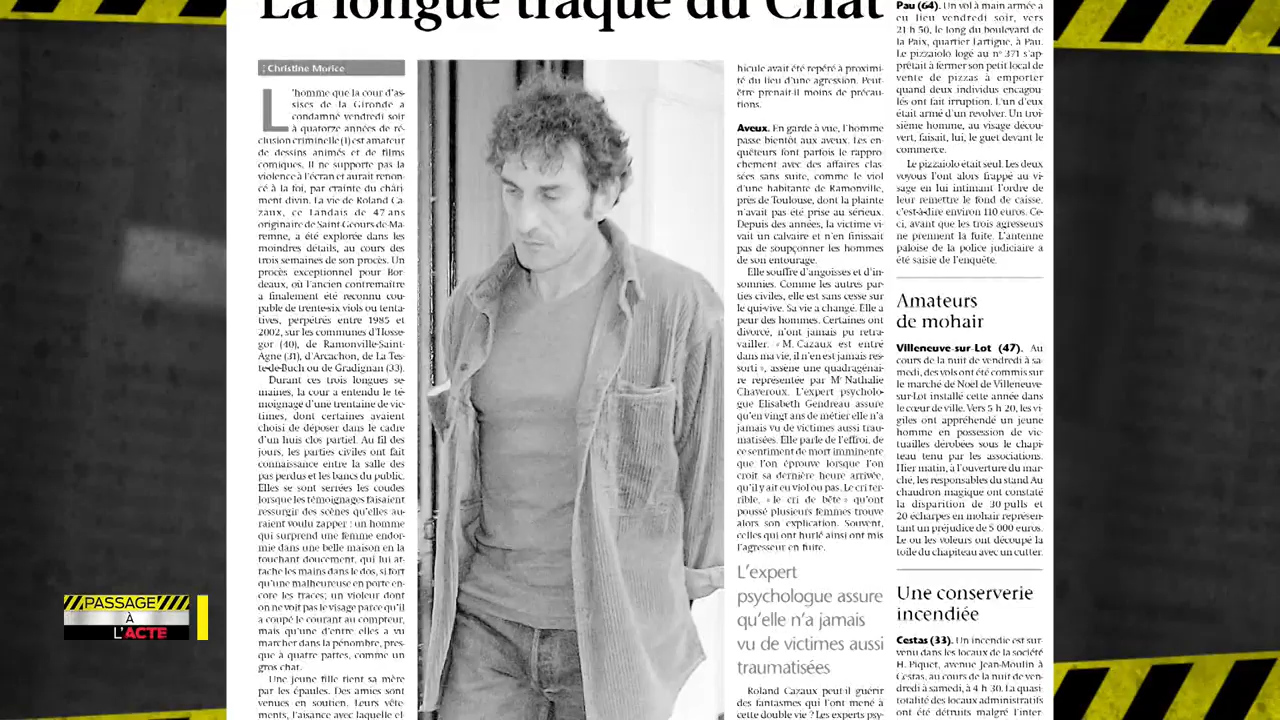 La longue traque du Chat
Christine Morice
L'homme que la cour d'as-
sises de la Gironde a
condamné vendredi soir
à quatorze années de ré-
clusion criminelle (1) est amateur
de dessins animés et de films
comiques. Il ne supporte pas la
violence à l'écran et aurait renon-
cé à la foi, par crainte du châti-
ment divin. La vie de Roland Ca-
zaux, ce Landais de 47 ans
originaire de Saint-Geours-de-Ma-
remne, a été explorée dans les
moindres détails, au cours des
trois semaines de son procès. Un
procès exceptionnel pour Bor-
deaux, où l'ancien contremaître
a finalement été reconnu cou-
pable de trente-six viols ou tenta-
tives, perpétrés entre 1985 et
2002, sur les communes d'Hosse-
gor (40), de Ramonville-Saint-
Agne (31), d'Arcachon, de La Tes-
te-de-Buch ou de Gradignan (33).
Durant ces trois longues se-
maines, la cour a entendu le té-
moignage d'une trentaine de vic-
times, dont certaines avaient
choisi de déposer dans le cadre
d'un huis clos partiel. Au fil des
jours, les parties civiles ont fait
connaissance entre la salle des
pas perdus et les bancs du public.
Elles se sont serrées les coudes
lorsque les témoignages faisaient
ressurgir des scènes qu'elles au-
raient voulu zapper : un homme
qui surprend une femme endor-
mie dans une belle maison en la
touchant doucement, qui lui at-
tache les mains dans le dos, si fort
qu'une malheureuse en porte en-
core les traces; un violeur dont
on ne voit pas le visage parce qu'il
a coupé le courant au compteur,
mais qu'une d'entre elles a vu
marcher dans la pénombre, pres-
que à quatre pattes, comme un
gros chat.
Une jeune fille tient sa mère
par les épaules. Des amies sont
venues en soutien. Leurs vête-
ments, l'aisance avec laquelle el-
hicule avait été repéré à proximi-
té du lieu d'une agression. Peut-
être prenait-il moins de précau-
tions.
Aveux. En garde à vue, l'homme
passe bientôt aux aveux. Les en-
quêteurs font parfois le rappro-
chement avec des affaires clas-
sées sans suite, comme le viol
d'une habitante de Ramonville,
près de Toulouse, dont la plainte
n'avait pas été prise au sérieux.
Depuis des années, la victime vi-
vait un calvaire et n'en finissait
pas de soupçonner les hommes
de son entourage.
Elle souffre d'angoisses et d'in-
somnies. Comme les autres par-
ties civiles, elle est sans cesse sur
le qui-vive. Sa vie a changé. Elle a
peur des hommes. Certaines ont
divorcé, n'ont jamais pu retra-
vailler. « M. Cazaux est entré
dans ma vie, il n'en est jamais res-
sorti », assène une quadragénai-
re représentée par Me Nathalie
Chaveroux. L'expert psycholo-
gue Elisabeth Gendreau assure
qu'en vingt ans de métier elle n'a
jamais vu de victimes aussi trau-
matisées. Elle parle de l'effroi, de
ce sentiment de mort imminente
que l'on éprouve lorsque l'on
croit sa dernière heure arrivée,
qu'il y ait eu viol ou pas. Le cri ter-
rible, « le cri de bête » qu'ont
poussé plusieurs femmes trouve
alors son explication. Souvent,
celles qui ont hurlé ainsi ont mis
l'agresseur en fuite.
L'expert
psychologue assure
qu'elle n'a jamais
vu de victimes aussi
traumatisées
Roland Cazaux peut-il guérir
des fantasmes qui l'ont mené à
cette double vie ? Les experts psy-
Pau (64). Un vol à main armée a
eu lieu vendredi soir, vers
21 h 50, le long du boulevard de
la Paix, quartier Lartigue, à Pau.
Le pizzaiolo logé au n° 371 s'ap-
prêtait à fermer son petit local de
vente de pizzas à emporter
quand deux individus encagou-
lés ont fait irruption. L'un d'eux
était armé d'un revolver. Un troi-
sième homme, au visage décou-
vert, faisait, lui, le guet devant le
commerce.
Le pizzaiolo était seul. Les deux
voyous l'ont alors frappé au vi-
sage en lui intimant l'ordre de
leur remettre le fond de caisse,
c'est-à-dire environ 110 euros. Ce-
ci, avant que les trois agresseurs
ne prennent la fuite. L'antenne
paloise de la police judiciaire a
été saisie de l'enquête.
Amateurs
de mohair
Villeneuve-sur-Lot (47). Au
cours de la nuit de vendredi à sa-
medi, des vols ont été commis sur
le marché de Noël de Villeneuve-
sur-Lot installé cette année dans
le cœur de ville. Vers 5 h 20, les vi-
giles ont appréhendé un jeune
homme en possession de vic-
tuailles dérobées sous le chapi-
teau tenu par les associations.
Hier matin, à l'ouverture du mar-
ché, les responsables du stand Au
chaudron magique ont constaté
la disparition de 30 pulls et
20 écharpes en mohair représen-
tant un préjudice de 5 000 euros.
Le ou les voleurs ont découpé la
toile du chapiteau avec un cutter.
Une conserverie
incendiée
Cestas (33). Un incendie est sur-
venu dans les locaux de la société
H. Piquet, avenue Jean-Moulin à
Cestas, au cours de la nuit de ven-
dredi à samedi, à 4 h 30. La quasi-
totalité des locaux administratifs
ont été détruits malgré l'inter-
PASSAGE
À
L'ACTE